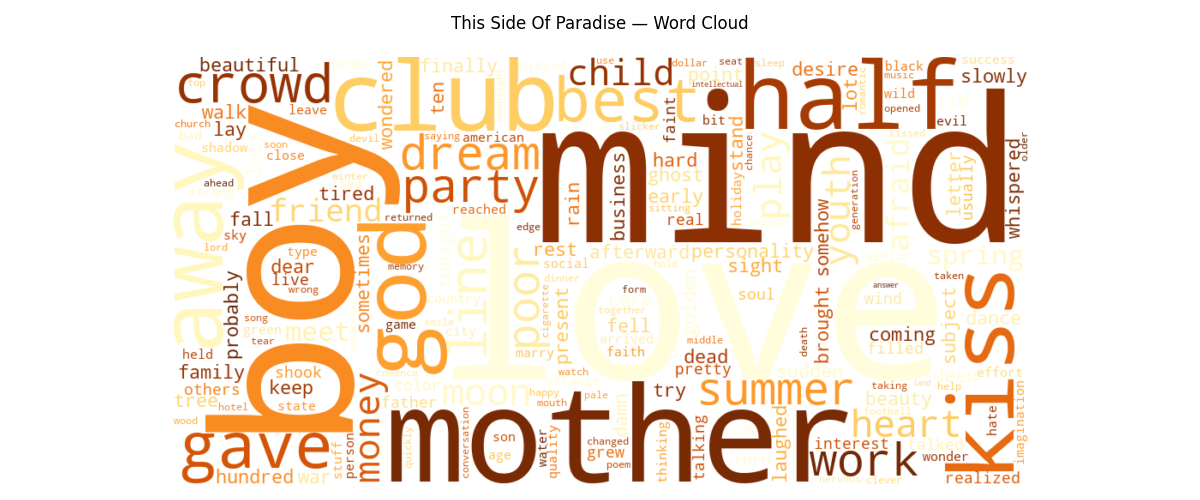 This Side Of Paradise — Word Cloud
beautiful
crowd
club
finally
wondered
ten
best
child
dollar
use
seat
sleep
point
intellectual
half
desire
lot
romantic
black
music
wild
opened
success
slowly
top
walk
leave
church
lay
bad
shadow
soon
close
devil
saying
american
slicker
faint
bit
stand
chance
evil
kissed
older
mind
boy
dream
party
hard
ghost
early
real
sitting
holiday
play
youth
generation
afraid
letter
usually
whispered
away
ahead
winter
tired
friend
returned
reached
edge
rain
business
fall
sky
lord
god
line
poor
rest
social
afterward
personality
sight
somehow
brought
spring
type
dear
live
wrong
sometimes
memory
country
dinner
cigarette
form
soul
golden
love
wind
answer
taken
kiss
probably
song
green
tear
meet
game
smile
city
present
together
fell
arrived
faith
middle
death
coming
filled
subject
dance
held
family
others
tree
shook
keep
state
hotel
wood
romance
color
father
moon
marry
watch
happy
mouth
pale
dead
pretty
try
summer
sudden
taking
help
land
effort
beauty
football
gave
hundred
war
stuff
person
money
quickly
mother
conversation
son
age
water
quality
changed
grew
poem
damn
thinking
talking
turn
laughed
heart
interest
work
talked
wonder
nervous
clever
hate
imagination
realized